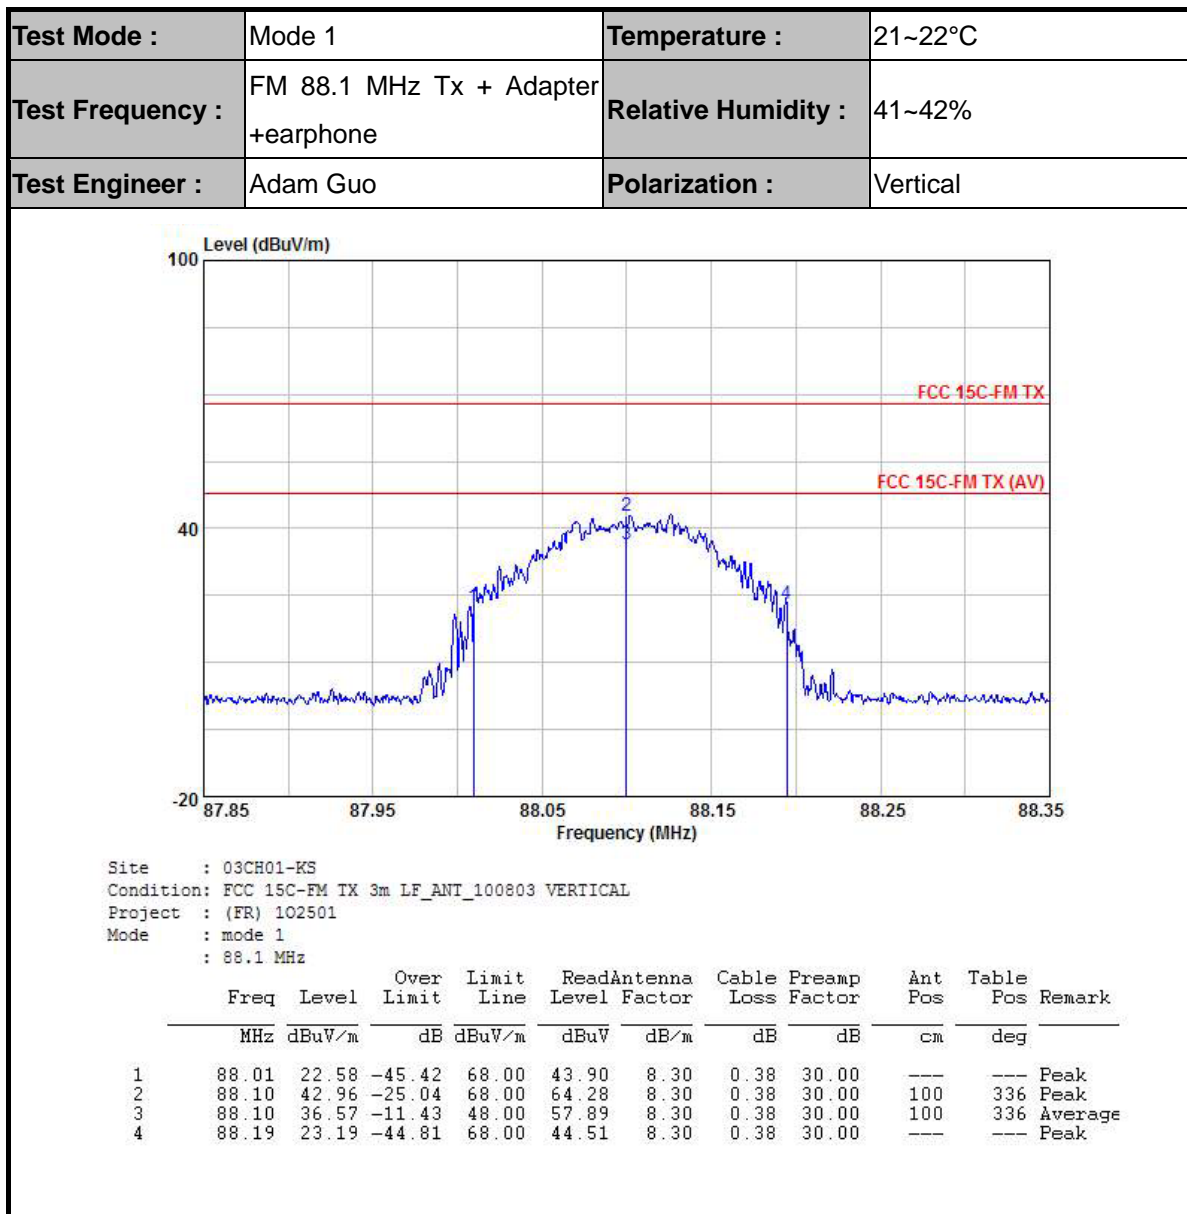 Test Mode : Mode 1 Temperature : 21~22°C
Test Frequency : FM 88.1 MHz Tx + Adapter +earphone Relative Humidity : 41~42%
Test Engineer : Adam Guo Polarization : Vertical
Level (dBuV/m)
100
FCC 15C-FM TX
FCC 15C-FM TX (AV)
2
40
3
1
4
-20
87.85 87.95 88.05 88.15 88.25 88.35
Frequency (MHz)
Site : 03CH01-KS
Condition: FCC 15C-FM TX 3m LF_ANT_100803 VERTICAL
Project : (FR) 102501
Mode : mode 1
: 88.1 MHz
Over Limit ReadAntenna Cable Preamp Ant Table
Freq Level Limit Line Level Factor Loss Factor Pos Pos Remark
MHz dBuV/m dB dBuV/m dBuV dB/m dB dB cm deg
1 88.01 22.58 -45.42 68.00 43.90 8.30 0.38 30.00 --- --- Peak
2 88.10 42.96 -25.04 68.00 64.28 8.30 0.38 30.00 100 336 Peak
3 88.10 36.57 -11.43 48.00 57.89 8.30 0.38 30.00 100 336 Average
4 88.19 23.19 -44.81 68.00 44.51 8.30 0.38 30.00 --- --- Peak